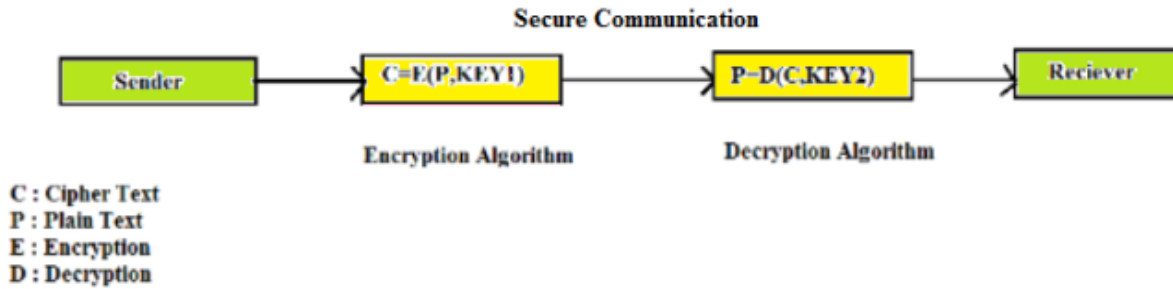 Secure Communication
Sender
C=E(P,KEY1)
P=D(C,KEY2)
Reciever
Encryption Algorithm
Decryption Algorithm
C : Cipher Text
P : Plain Text
E : Encryption
D : Decryption